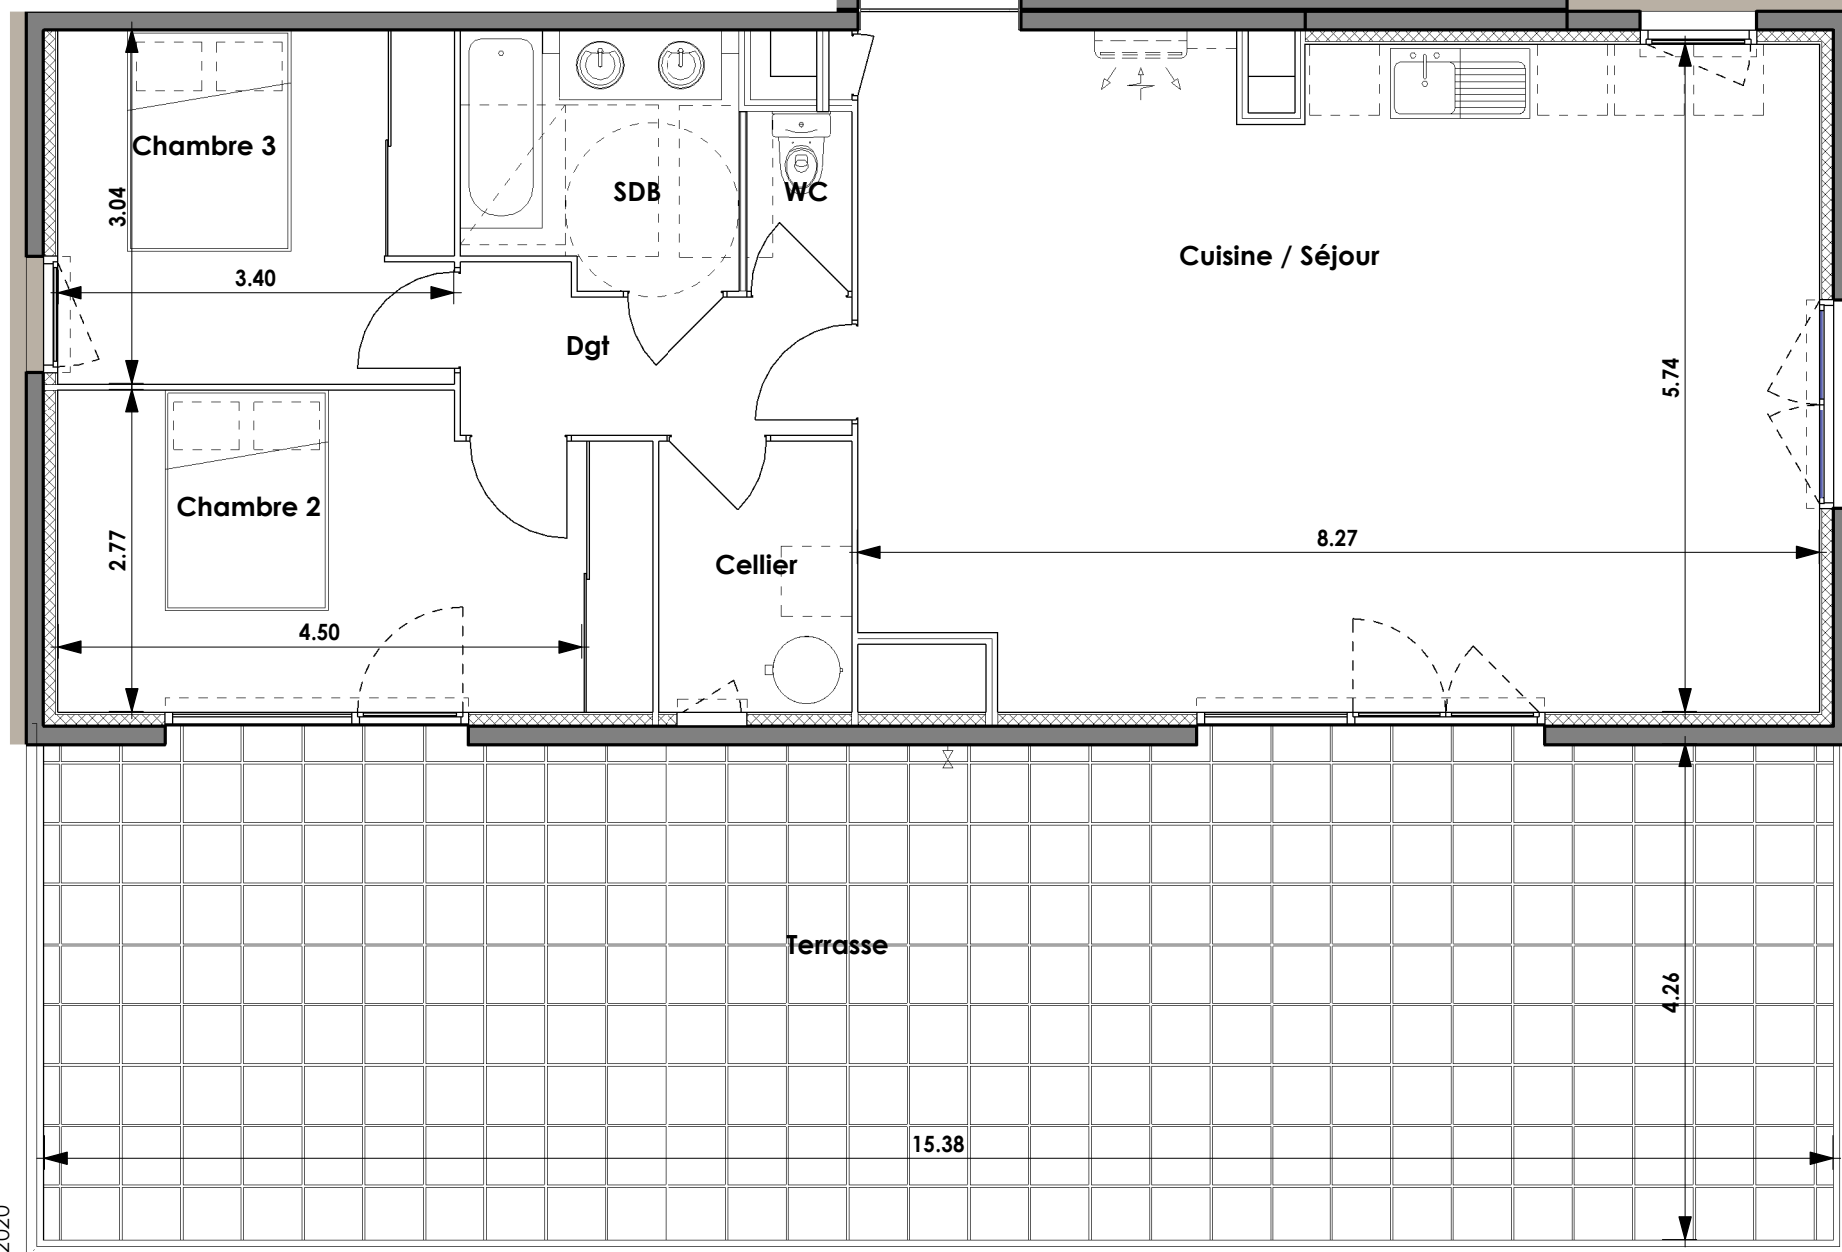 Chambre 3
SDB
WC
3.04
Cuisine / Séjour
3.40
Dgt
5.74
Chambre 2
2.77
Cellier
8.27
4.50
Terrasse
4.26
15.38
2020